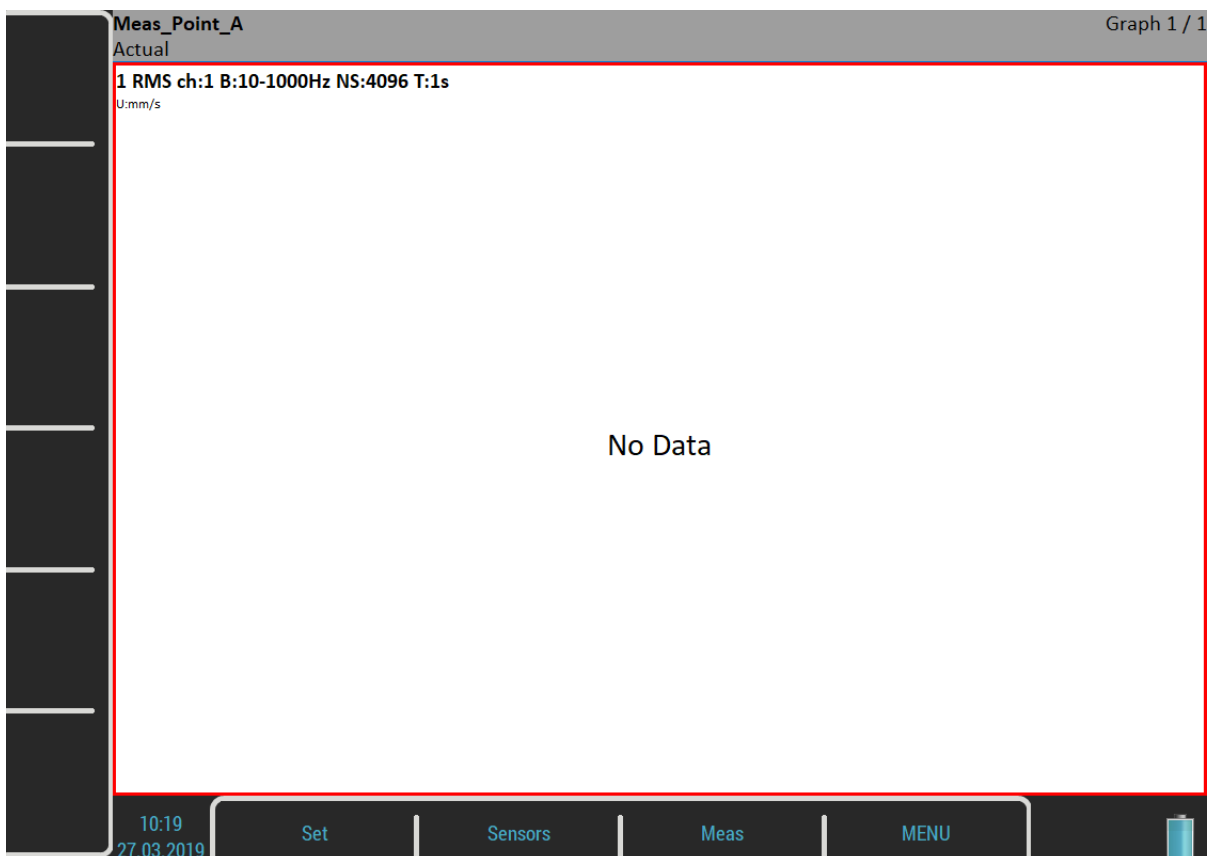 Meas_Point_A
Graph 1 / 1
Actual
1 RMS ch:1 B:10-1000Hz NS:4096 T:1s
U:mm/s
No Data
10:19
27.03.2019
Set
Sensors
Meas
MENU